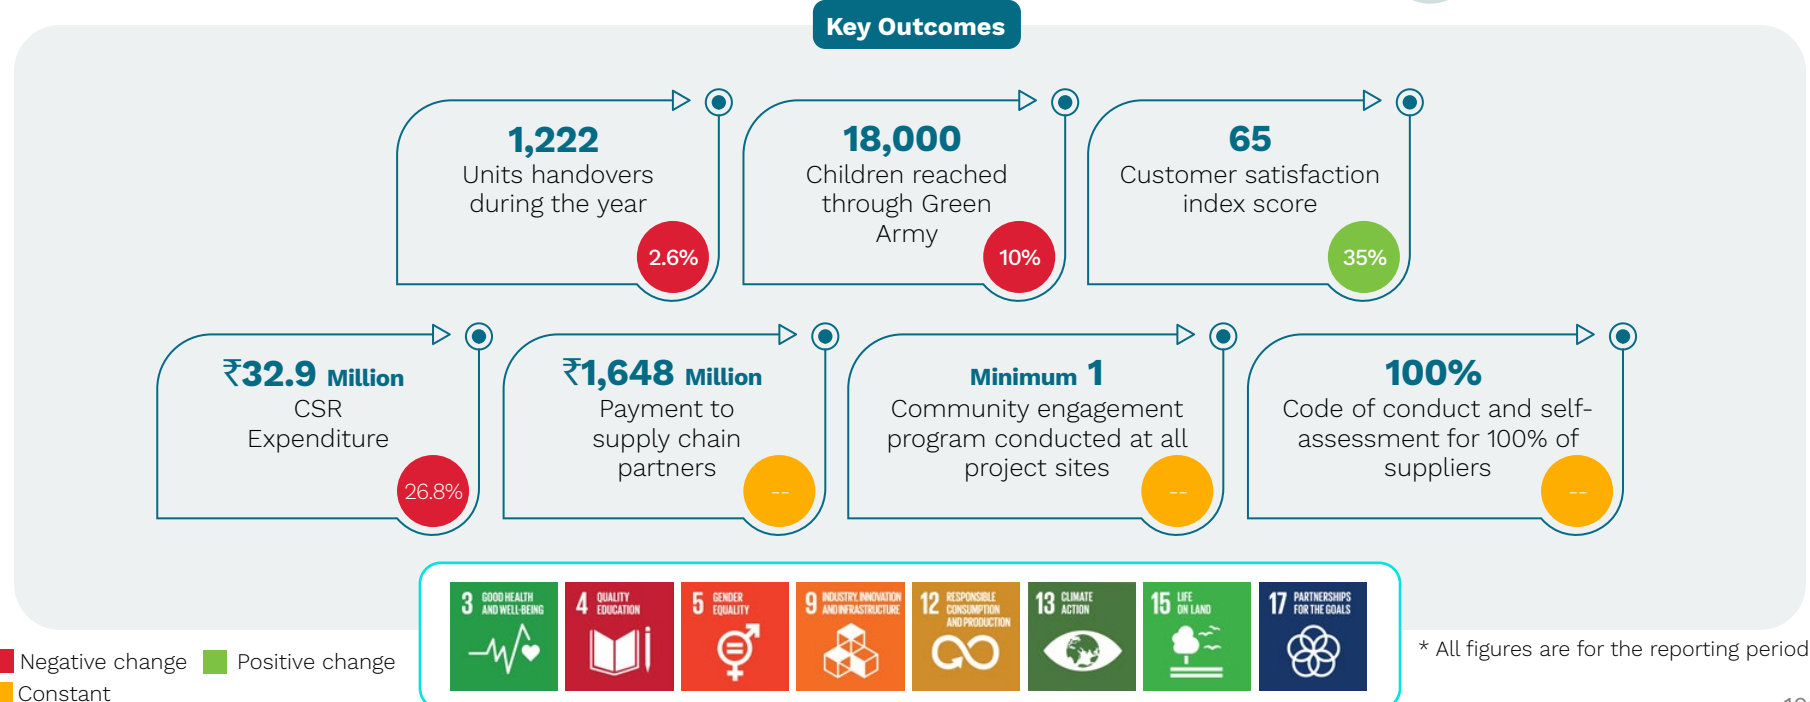 Key Outcomes
1,222
Units handovers
during the year
2.6%
18,000
Children reached
through Green
Army
10%
65
Customer satisfaction
index score
35%
₹32.9 Million
CSR
Expenditure
26.8%
₹1,648 Million
Payment to
supply chain
partners
--
Minimum 1
Community engagement
program conducted at all
project sites
--
100%
Code of conduct and self-
assessment for 100% of
suppliers
--
3 GOOD HEALTH
AND WELL-BEING
4 QUALITY
EDUCATION
5 GENDER
EQUALITY
9 INDUSTRY, INNOVATION
AND INFRASTRUCTURE
12 RESPONSIBLE
CONSUMPTION
AND PRODUCTION
13 CLIMATE
ACTION
15 LIFE
ON LAND
17 PARTNERSHIPS
FOR THE GOALS
Negative change
Positive change
Constant
* All figures are for the reporting period